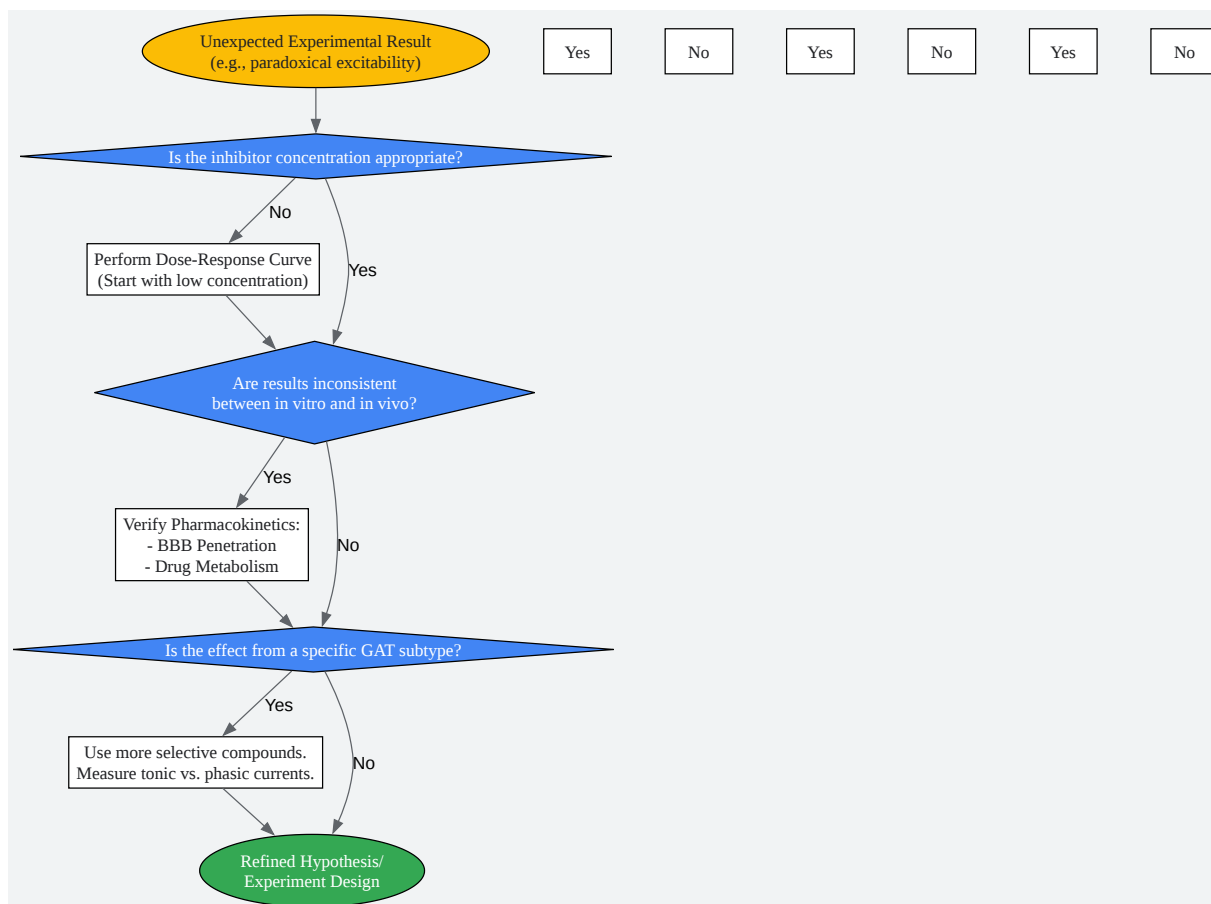 Unexpected Experimental Result
(e.g., paradoxical excitability)
Yes
No
Yes
No
Yes
No
Is the inhibitor concentration appropriate?
No
Perform Dose-Response Curve
(Start with low concentration)
Yes
Are results inconsistent
between in vitro and in vivo?
Yes
Verify Pharmacokinetics:
- BBB Penetration
- Drug Metabolism
No
Is the effect from a specific GAT subtype?
Yes
Use more selective compounds.
Measure tonic vs. phasic currents.
No
Refined Hypothesis/
Experiment Design